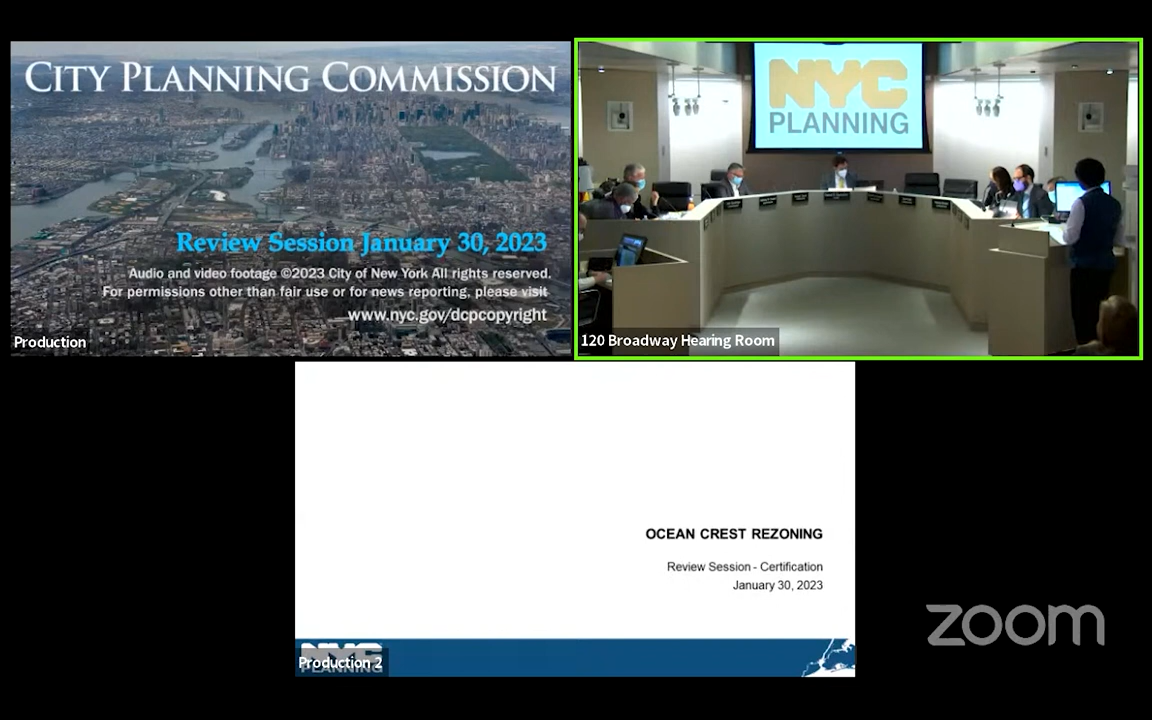 CITY PLANNING COMMISSION
Review Session January 30, 2023
Audio and video footage ©2023 City of New York All rights reserved.
For permissions other than fair use or for news reporting, please visit
www.nyc.gov/dcpcopyright
Production
NYC
PLANNING
120 Broadway Hearing Room
OCEAN CREST REZONING
Review Session - Certification
January 30, 2023
NYC
PLANNING
Production 2
zoom